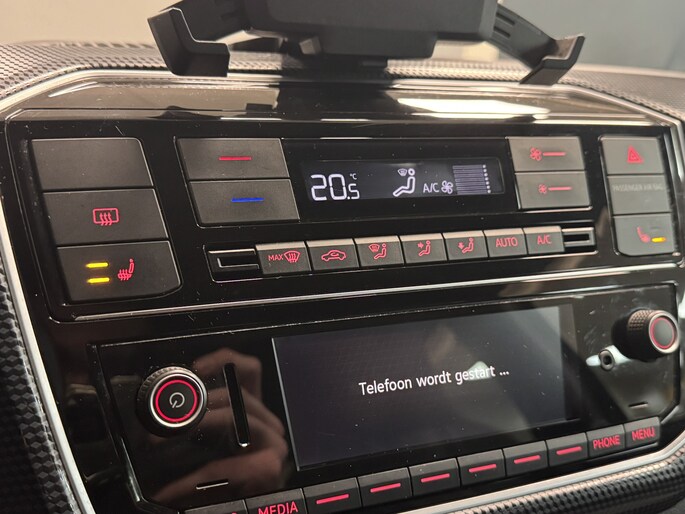 20.5 °C
A/C
PASSENGER AIR BAG
MAX
AUTO
A/C
Telefoon wordt gestart ...
MEDIA
PHONE
MENU